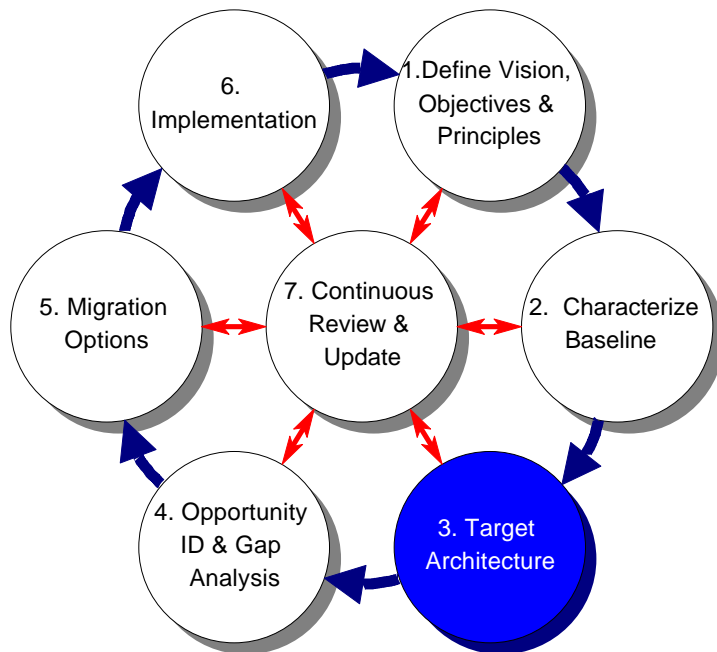 1.Define Vision,
Objectives &
Principles
2.  Characterize
Baseline
3. Target
Architecture
4. Opportunity
ID & Gap
Analysis
5. Migration
Options
6.
Implementation
7. Continuous
Review &
Update